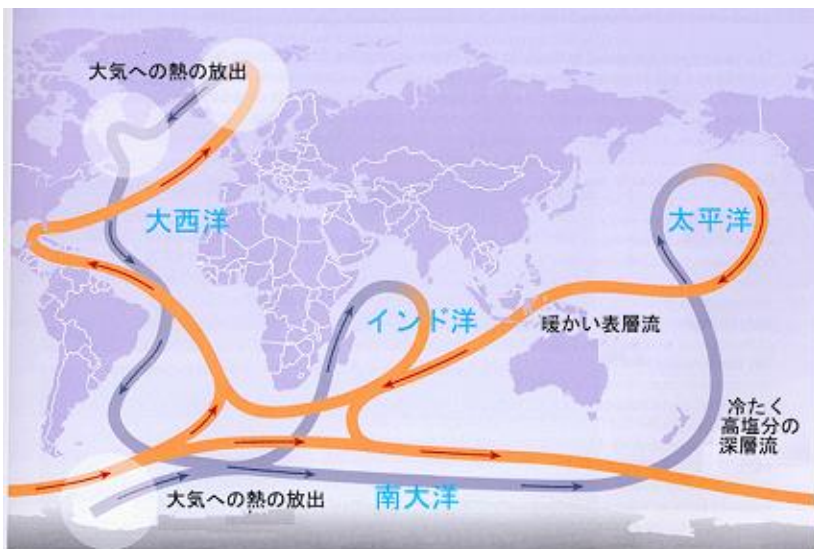 大気への熱の放出
大西洋
太平洋
インド洋
暖かい表層流
冷たく
高塩分の
深層流
大気への熱の放出
南大洋